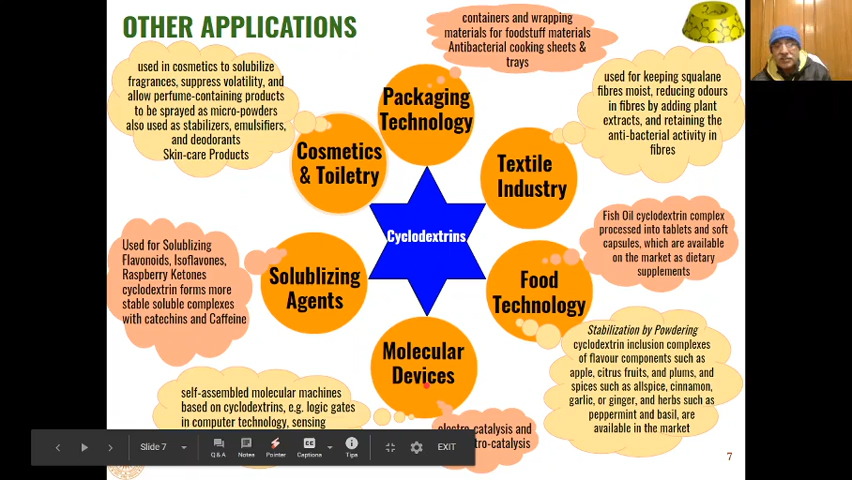 OTHER APPLICATIONS
containers and wrapping
materials for foodstuff materials
Antibacterial cooking sheets &
trays
used in cosmetics to solubilize
fragrances, suppress volatility, and
allow perfume-containing products
to be sprayed as micro-powders
also used as stabilizers, emulsifiers,
and deodorants
Skin-care Products
Packaging
Technology
used for keeping squalane
fibres moist, reducing odours
in fibres by adding plant
extracts, and retaining the
anti-bacterial activity in
fibres
Cosmetics
& Toiletry
Textile
Industry
Cyclodextrins
Fish Oil cyclodextrin complex
processed into tablets and soft
capsules, which are available
on the market as dietary
supplements
Used for Solublizing
Flavonoids, Isoflavones,
Raspberry Ketones
cyclodextrin forms more
stable soluble complexes
with catechins and Caffeine
Solublizing
Agents
Food
Technology
Stabilization by Powdering
cyclodextrin inclusion complexes
of flavour components such as
apple, citrus fruits, and plums, and
spices such as allspice, cinnamon,
garlic, or ginger, and herbs such as
peppermint and basil, are
available in the market
Molecular
Devices
self-assembled molecular machines
based on cyclodextrins, e.g. logic gates
in computer technology, sensing
electro-catalysis and
tro-catalysis
Slide 7
Q&A
Notes
Pointer
Captions
Tips
EXIT
7